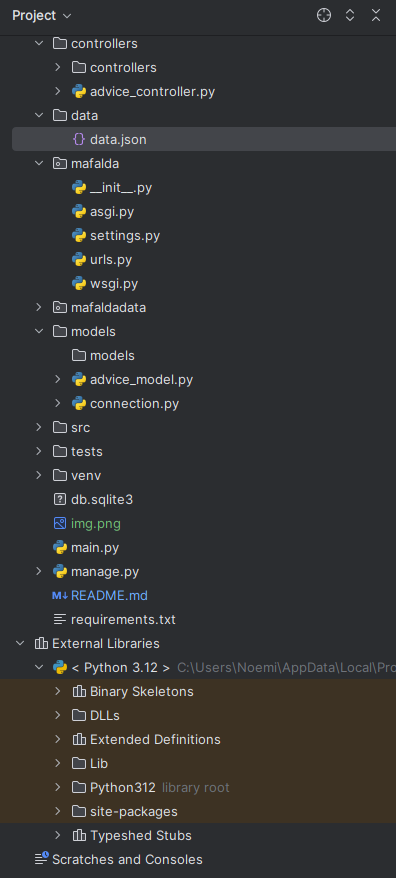 Project
controllers
controllers
advice_controller.py
data
data.json
mafalda
__init__.py
asgi.py
settings.py
urls.py
wsgi.py
mafaldadata
models
models
advice_model.py
connection.py
src
tests
venv
db.sqlite3
img.png
main.py
manage.py
README.md
requirements.txt
External Libraries
< Python 3.12 > C:\Users\Noemi\AppData\Local\Pro
Binary Skeletons
DLLs
Extended Definitions
Lib
Python312 library root
site-packages
Typeshed Stubs
Scratches and Consoles